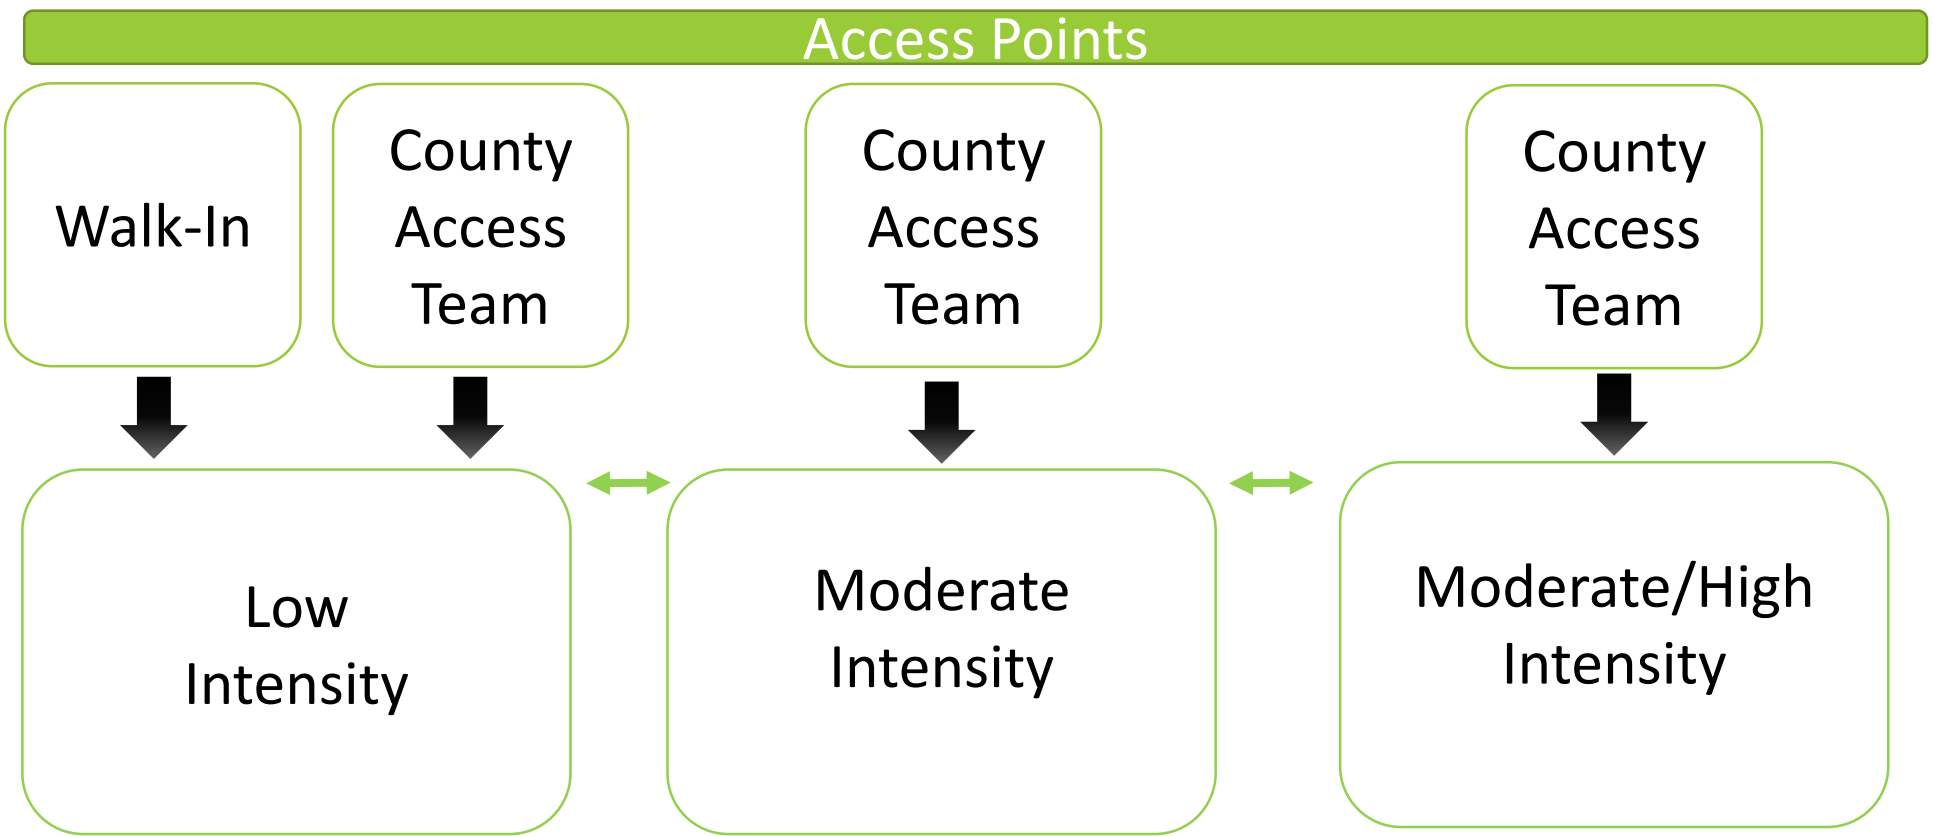 Access Points
Walk-In
County
Access
Team
County
Access
Team
County
Access
Team
Low
Intensity
Moderate
Intensity
Moderate/High
Intensity